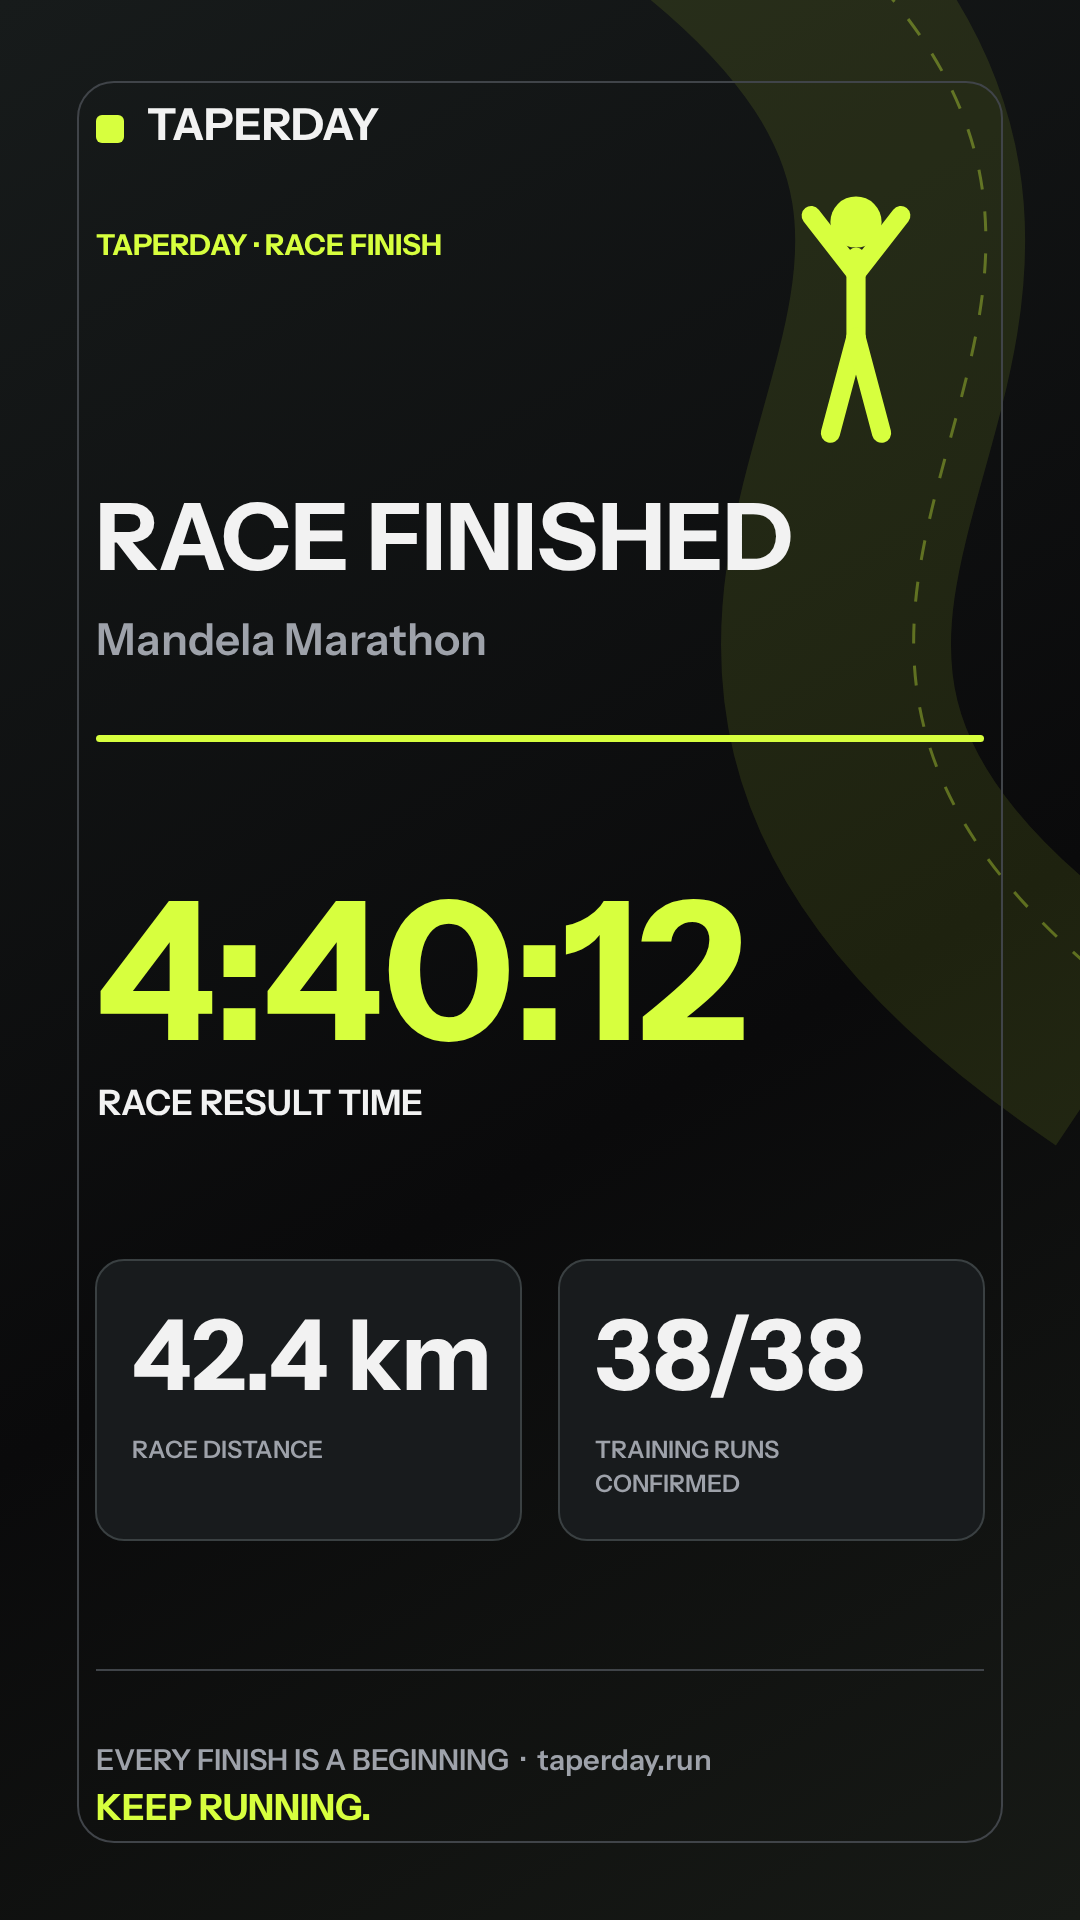 TAPERDAY
TAPERDAY · RACE FINISH
RACE FINISHED
Mandela Marathon
4:40:12
RACE RESULT TIME
42.4 km
RACE DISTANCE
38/38
TRAINING RUNS
CONFIRMED
EVERY FINISH IS A BEGINNING · taperday.run
KEEP RUNNING.